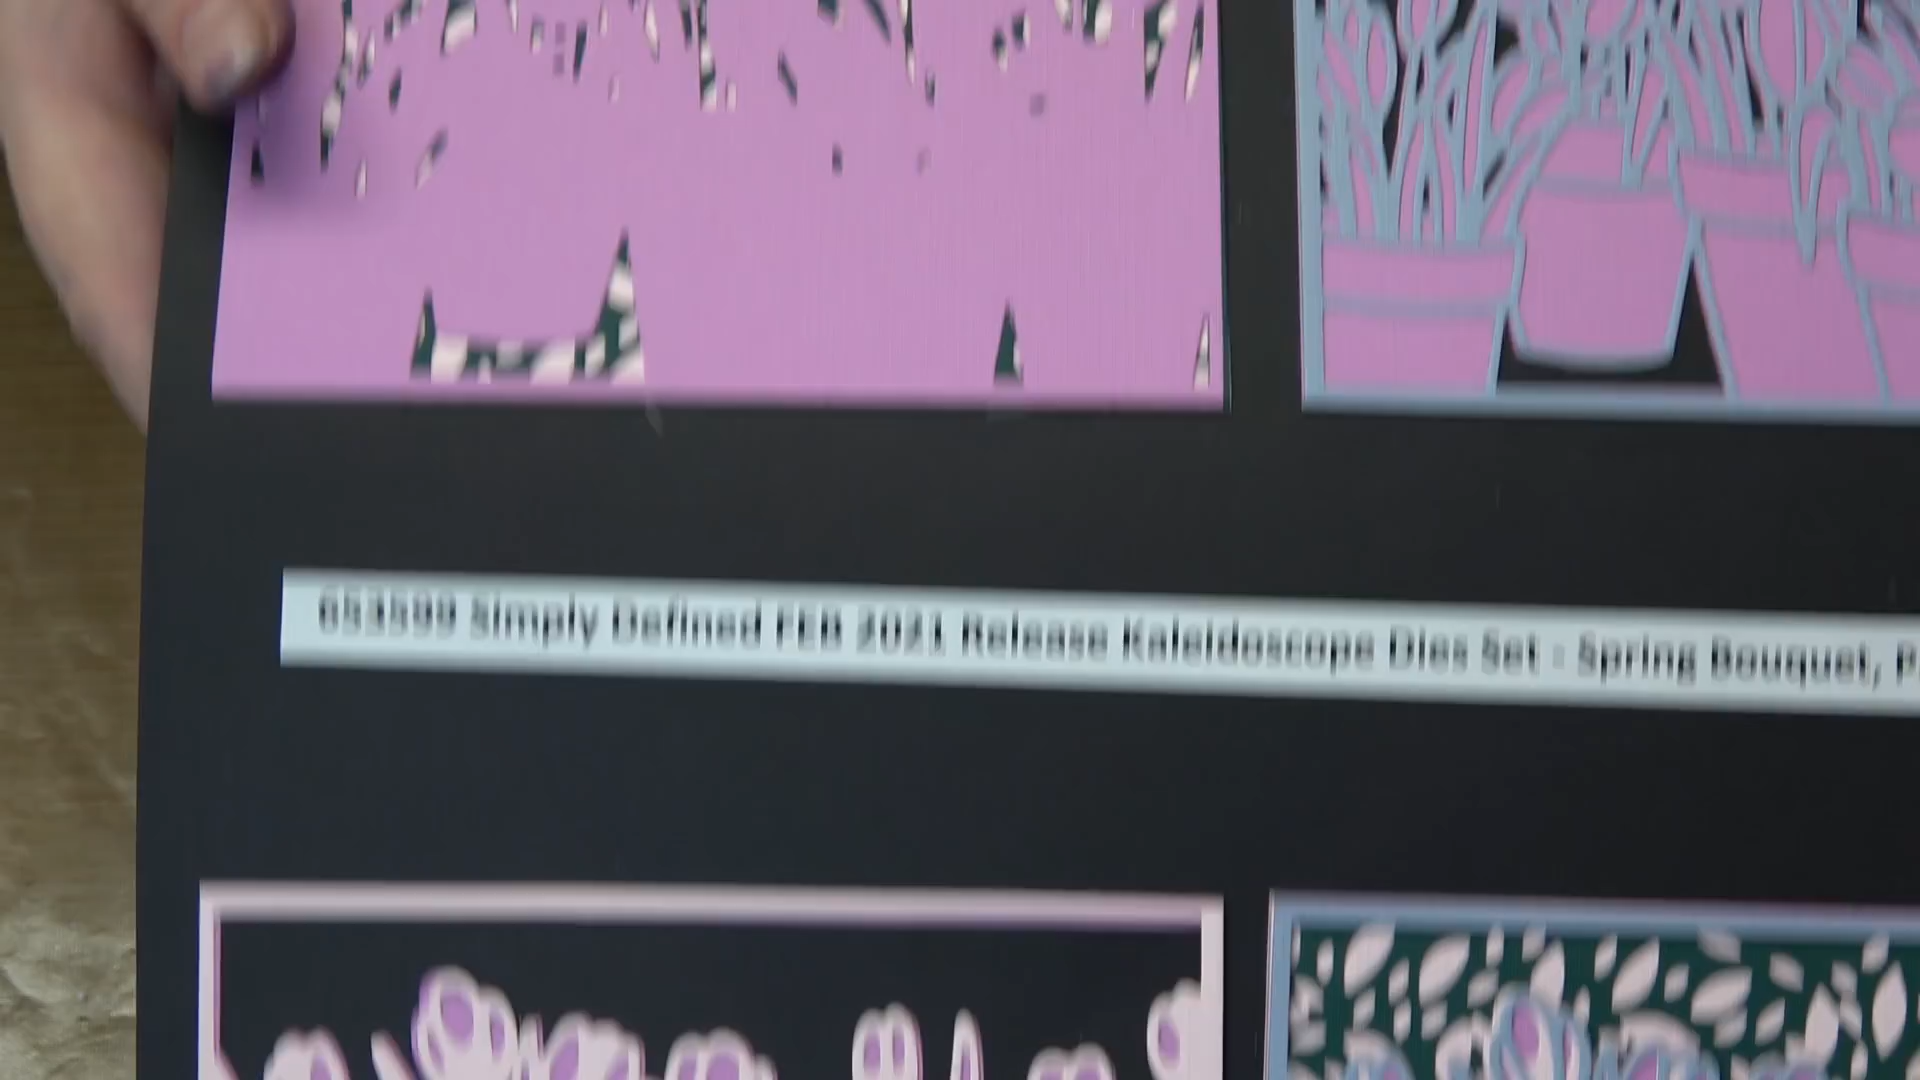 653599 Simply Defined FEB 2021 Release Kaleidoscope Dies Set - Spring Bouquet,